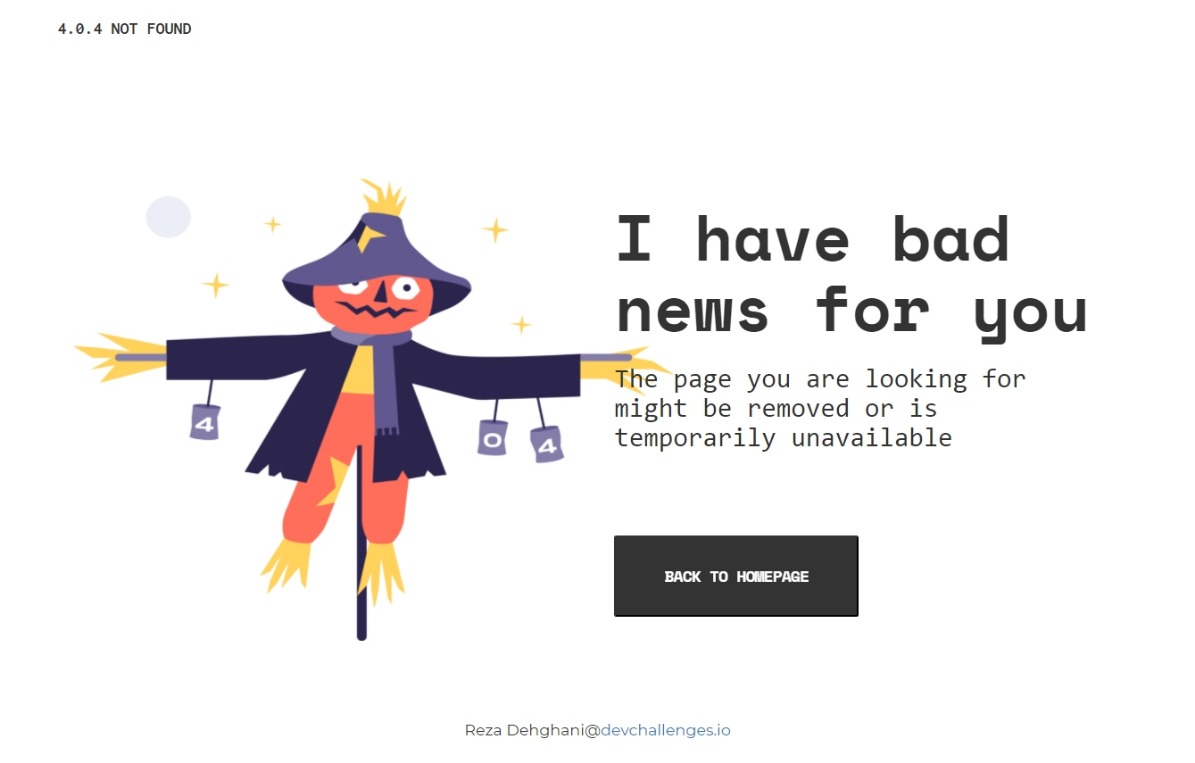 4.0.4 NOT FOUND
I have bad
news for you
The page you are looking for
might be removed or is
temporarily unavailable
4
0
4
BACK TO HOMEPAGE
Reza Dehghani@devchallenges.io